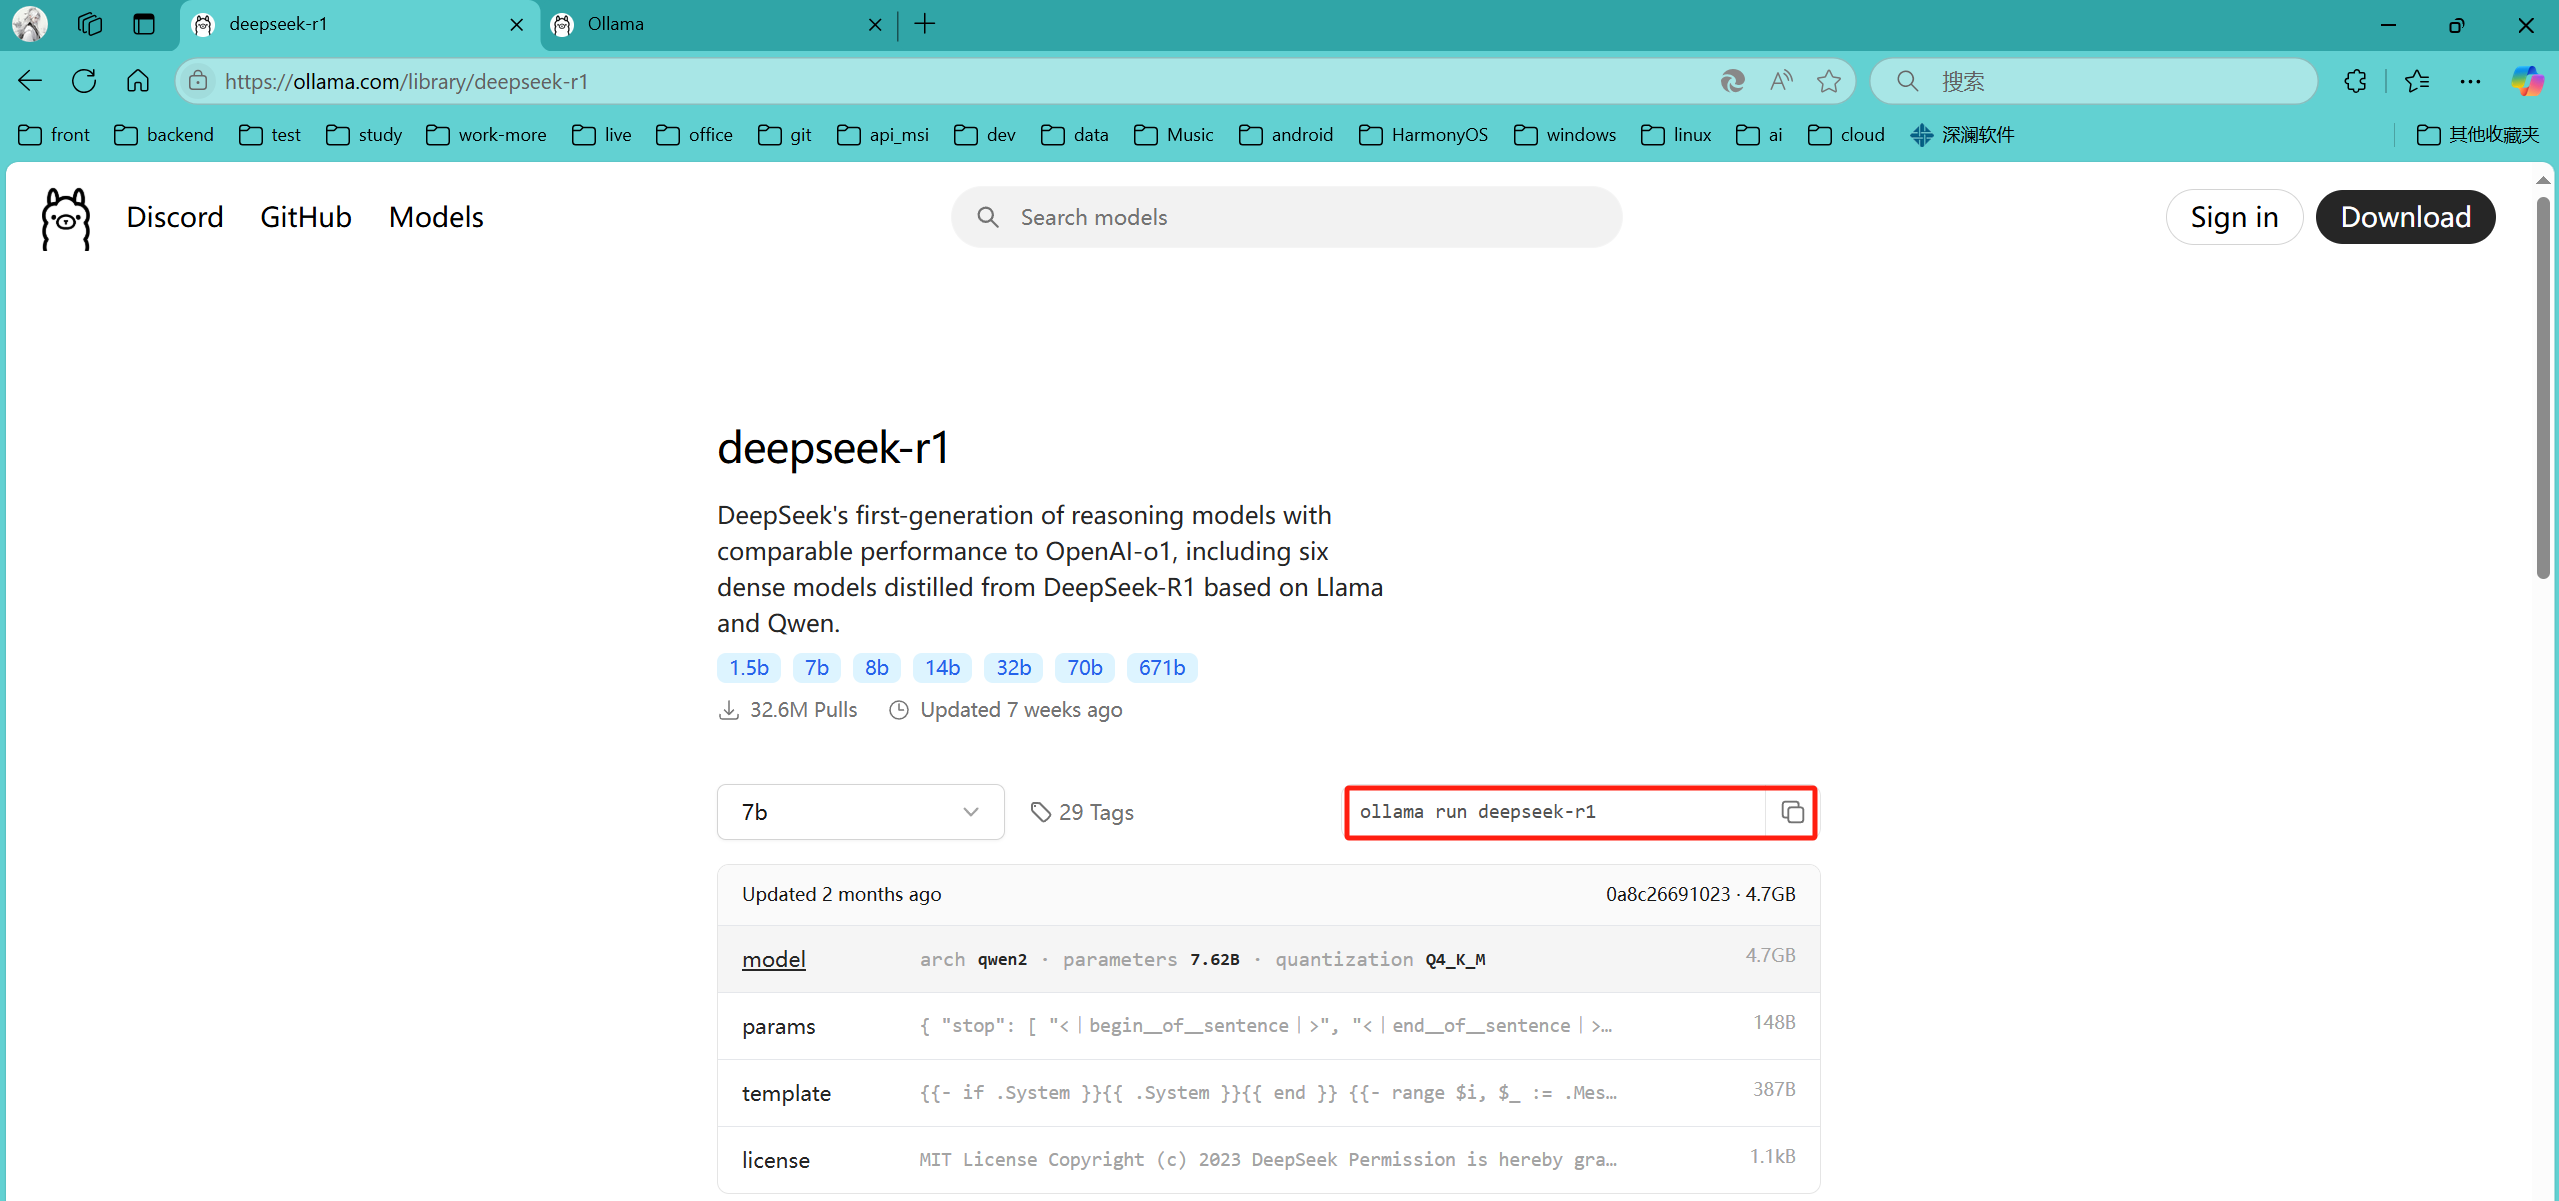 deepseek-r1
Ollama
https://ollama.com/library/deepseek-r1
搜索
front backend test study work-more live office git api_msi dev data Music android HarmonyOS windows linux ai cloud 深澜软件 其他收藏夹
Discord GitHub Models Search models Sign in Download
deepseek-r1
DeepSeek's first-generation of reasoning models with
comparable performance to OpenAI-o1, including six
dense models distilled from DeepSeek-R1 based on Llama
and Qwen.
1.5b 7b 8b 14b 32b 70b 671b
32.6M Pulls Updated 7 weeks ago
7b 29 Tags ollama run deepseek-r1
Updated 2 months ago 0a8c26691023 · 4.7GB
model arch qwen2 · parameters 7.62B · quantization Q4_K_M 4.7GB
params { "stop": [ "<｜begin▁of▁sentence｜>", "<｜end▁of▁sentence｜>… 148B
template {{- if .System }}{{ .System }}{{ end }} {{- range $i, $_ := .Mes… 387B
license MIT License Copyright (c) 2023 DeepSeek Permission is hereby gra… 1.1kB